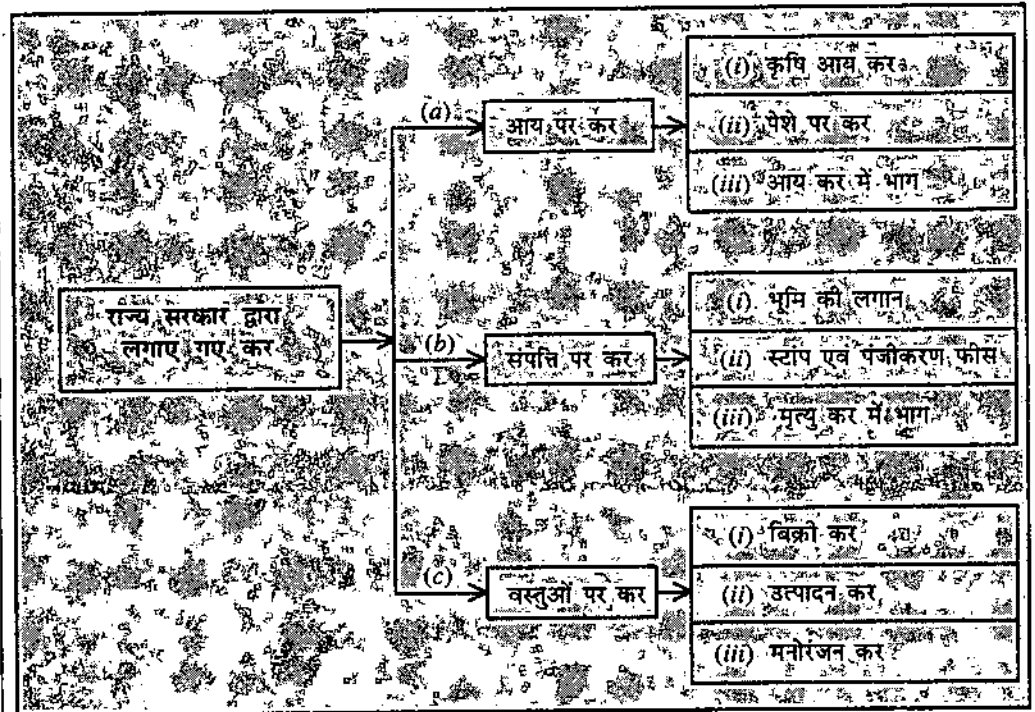 राज्य सरकार द्वारा
लगाए गए कर
(a)
आय पर कर
(i) कृषि आय कर
(ii) पेशे पर कर
(iii) आय कर में भाग
(b)
संपत्ति पर कर
(i) भूमि की लगान
(ii) स्टांप एवं पंजीकरण फीस
(iii) मृत्यु कर में भाग
(c)
वस्तुओं पर कर
(i) बिक्री कर
(ii) उत्पादन कर
(iii) मनोरंजन कर